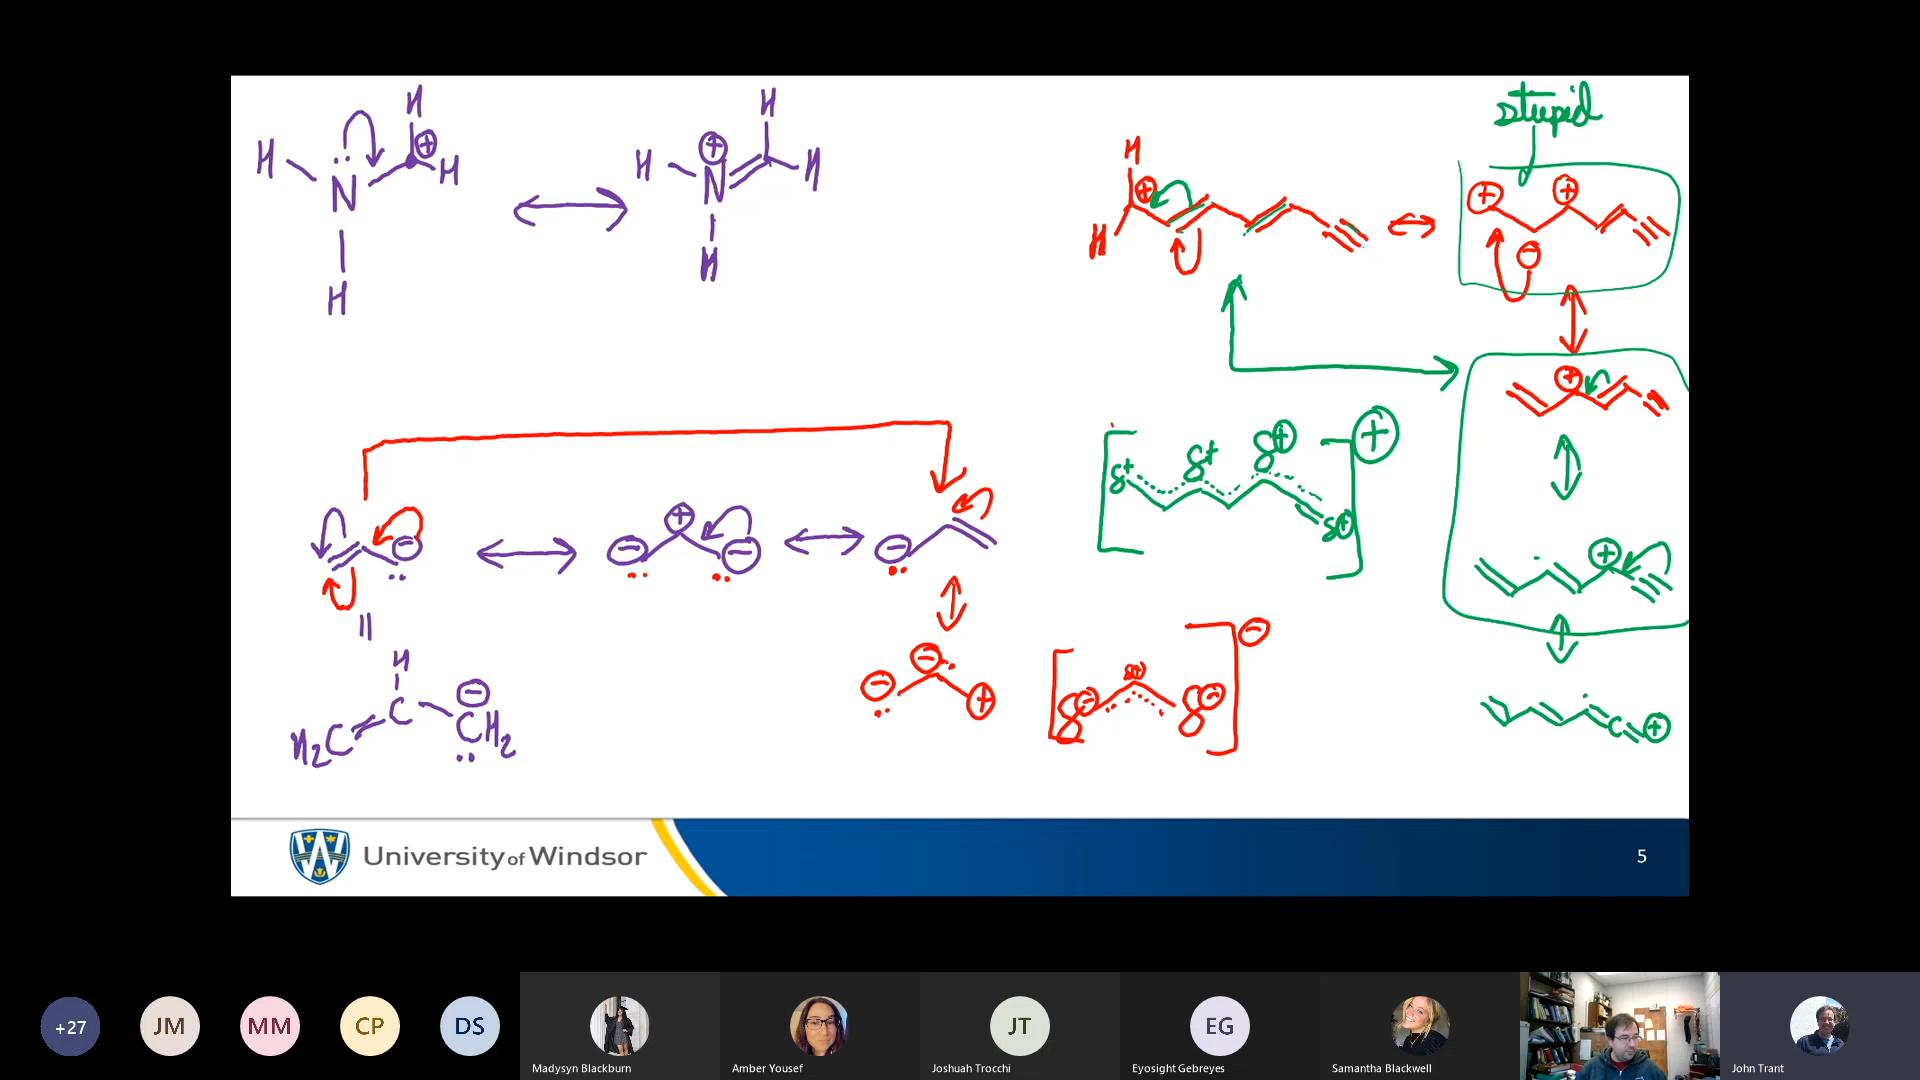 stupid
H
H N H
⊕
H
H
H N H
⊕
H
H
⊕
H
⊕ ⊕
⊖
⊕
[ δ+ δ+ δ⊕ δ⊕ ] ⊕
⊕
⊖
⊖ ⊕ ⊖
⊖
H
H₂C C CH₂
⊖
⊖ ⊖ ⊕
[ δ⊖ δ⊕ δ⊖ ] ⊖
C ⊕
University of Windsor
5
+27
JM
MM
CP
DS
JT
EG
Madysyn Blackburn
Amber Yousef
Joshuah Trocchi
Eyosight Gebreyes
Samantha Blackwell
John Trant